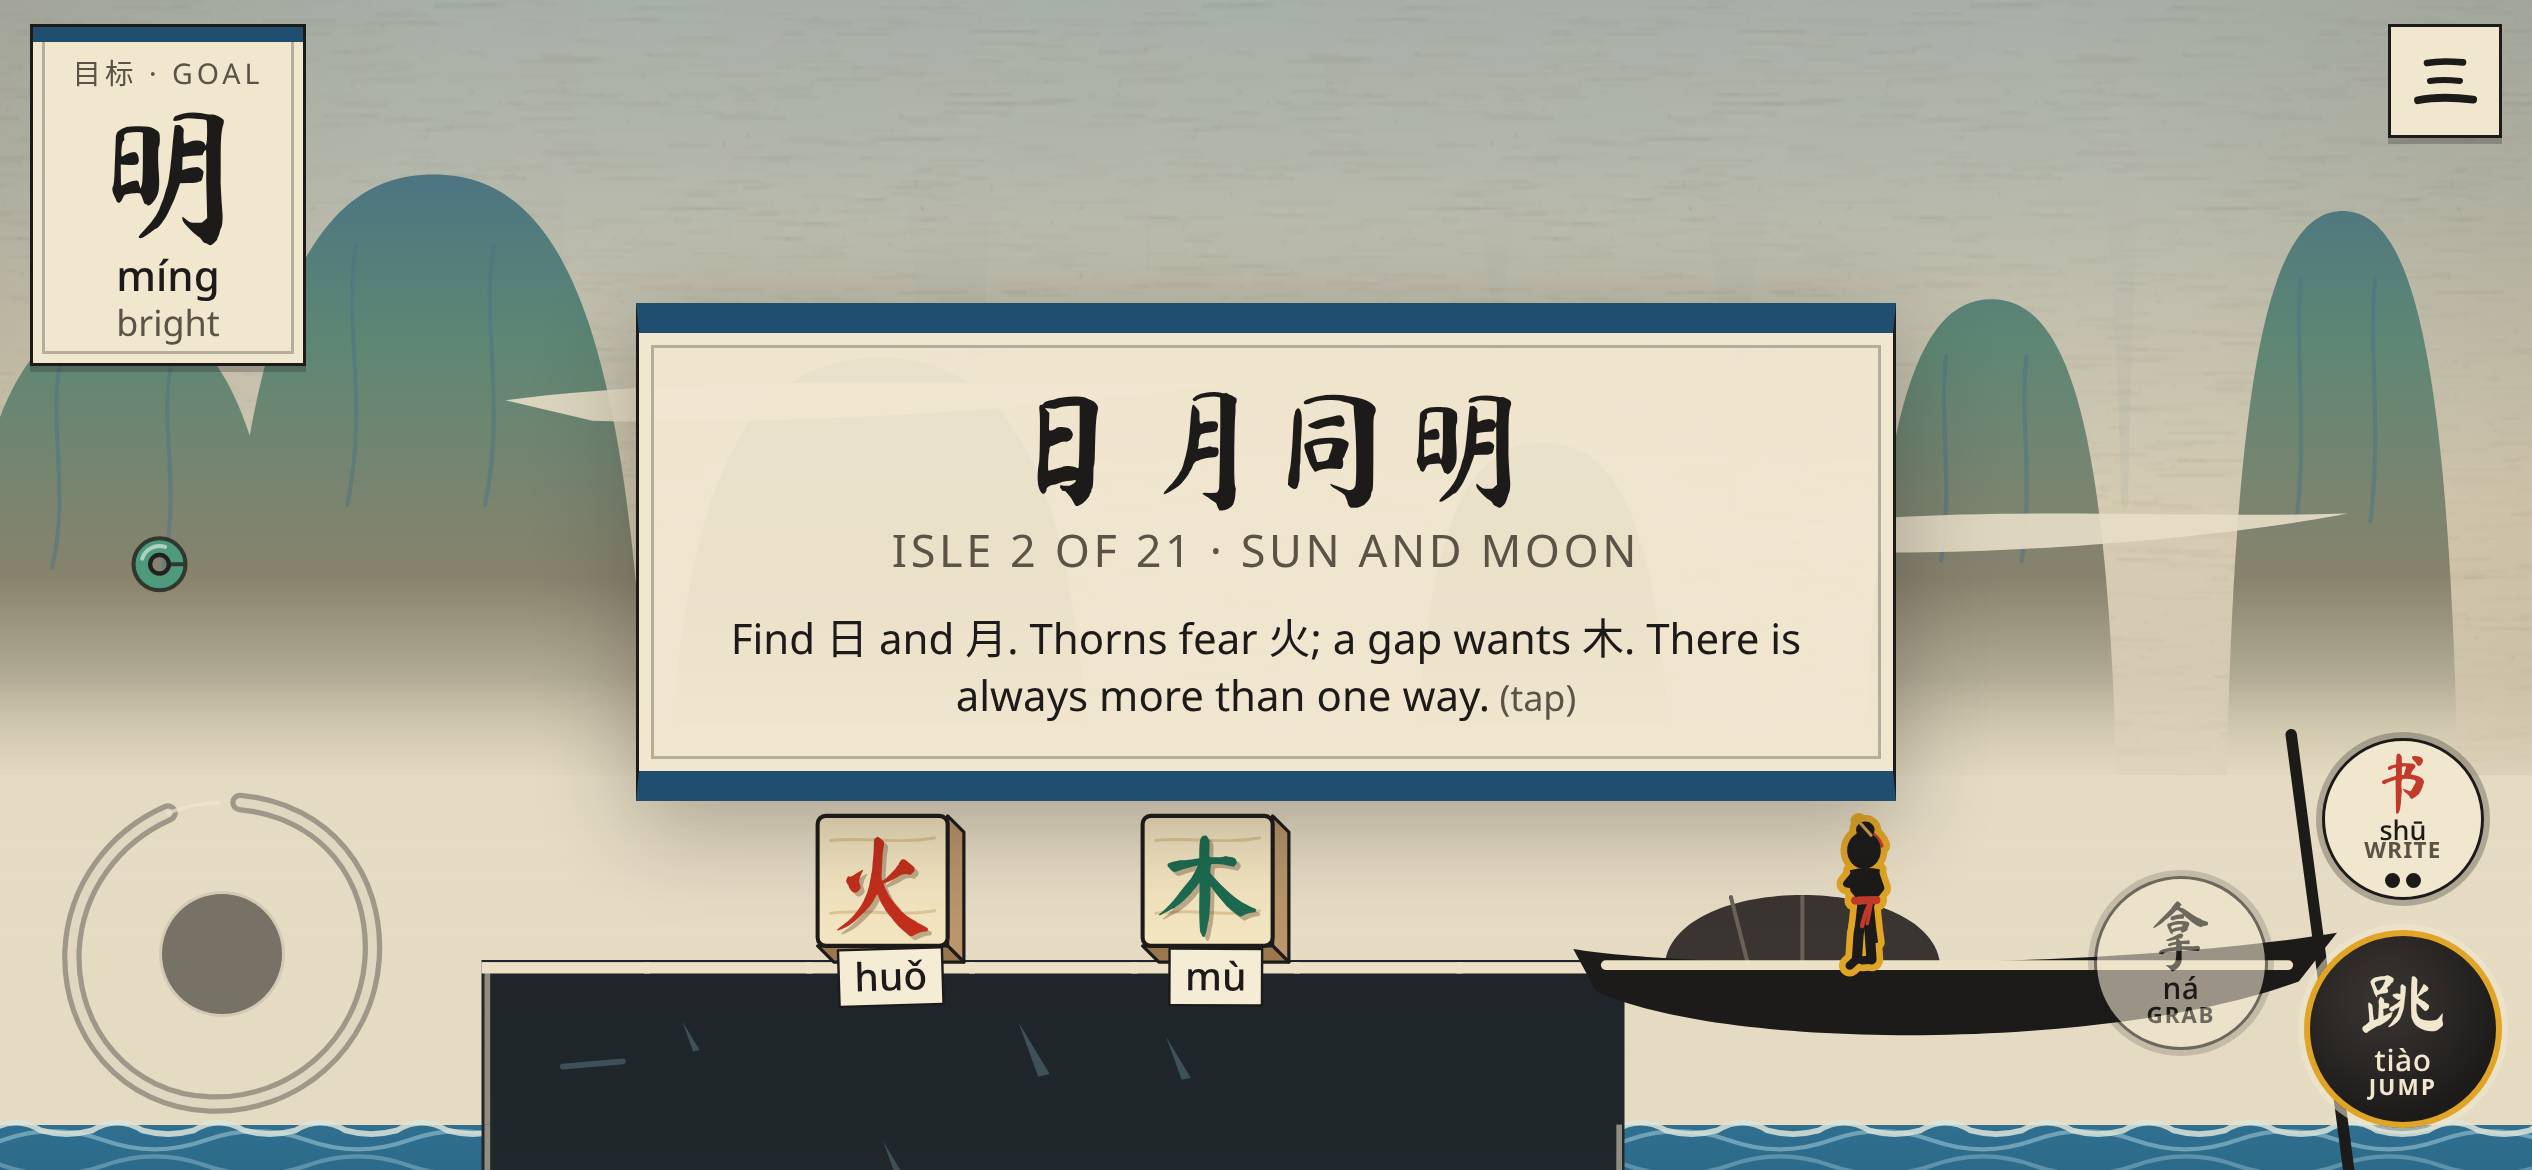 目标 · GOAL
明
míng
bright
三
日月同明
ISLE 2 OF 21 · SUN AND MOON
Find 日 and 月. Thorns fear 火; a gap wants 木. There is
always more than one way. (tap)
火
huǒ
木
mù
书
shū
WRITE
拿
ná
GRAB
跳
tiào
JUMP